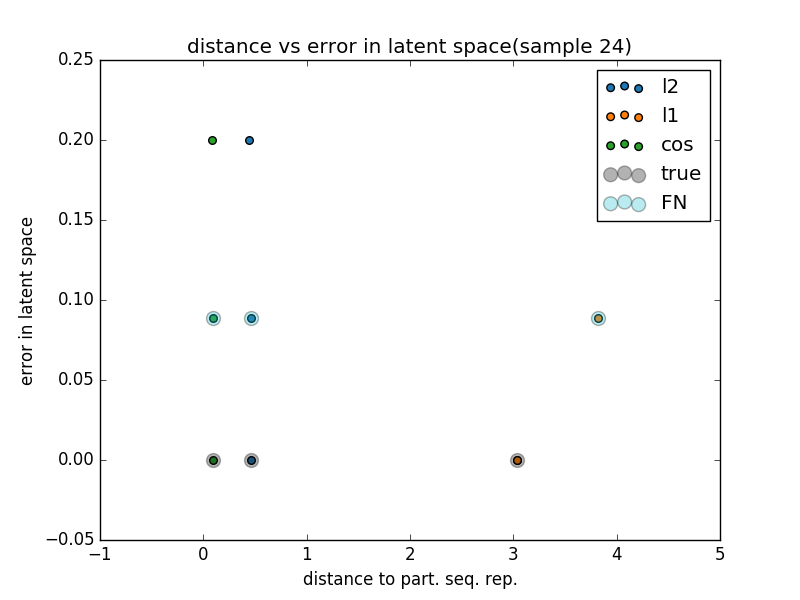 distance vs error in latent space(sample 24)
0.25
0.20
0.15
0.10
0.05
0.00
−0.05
error in latent space
l2
l1
cos
true
FN
−1 0 1 2 3 4 5
distance to part. seq. rep.